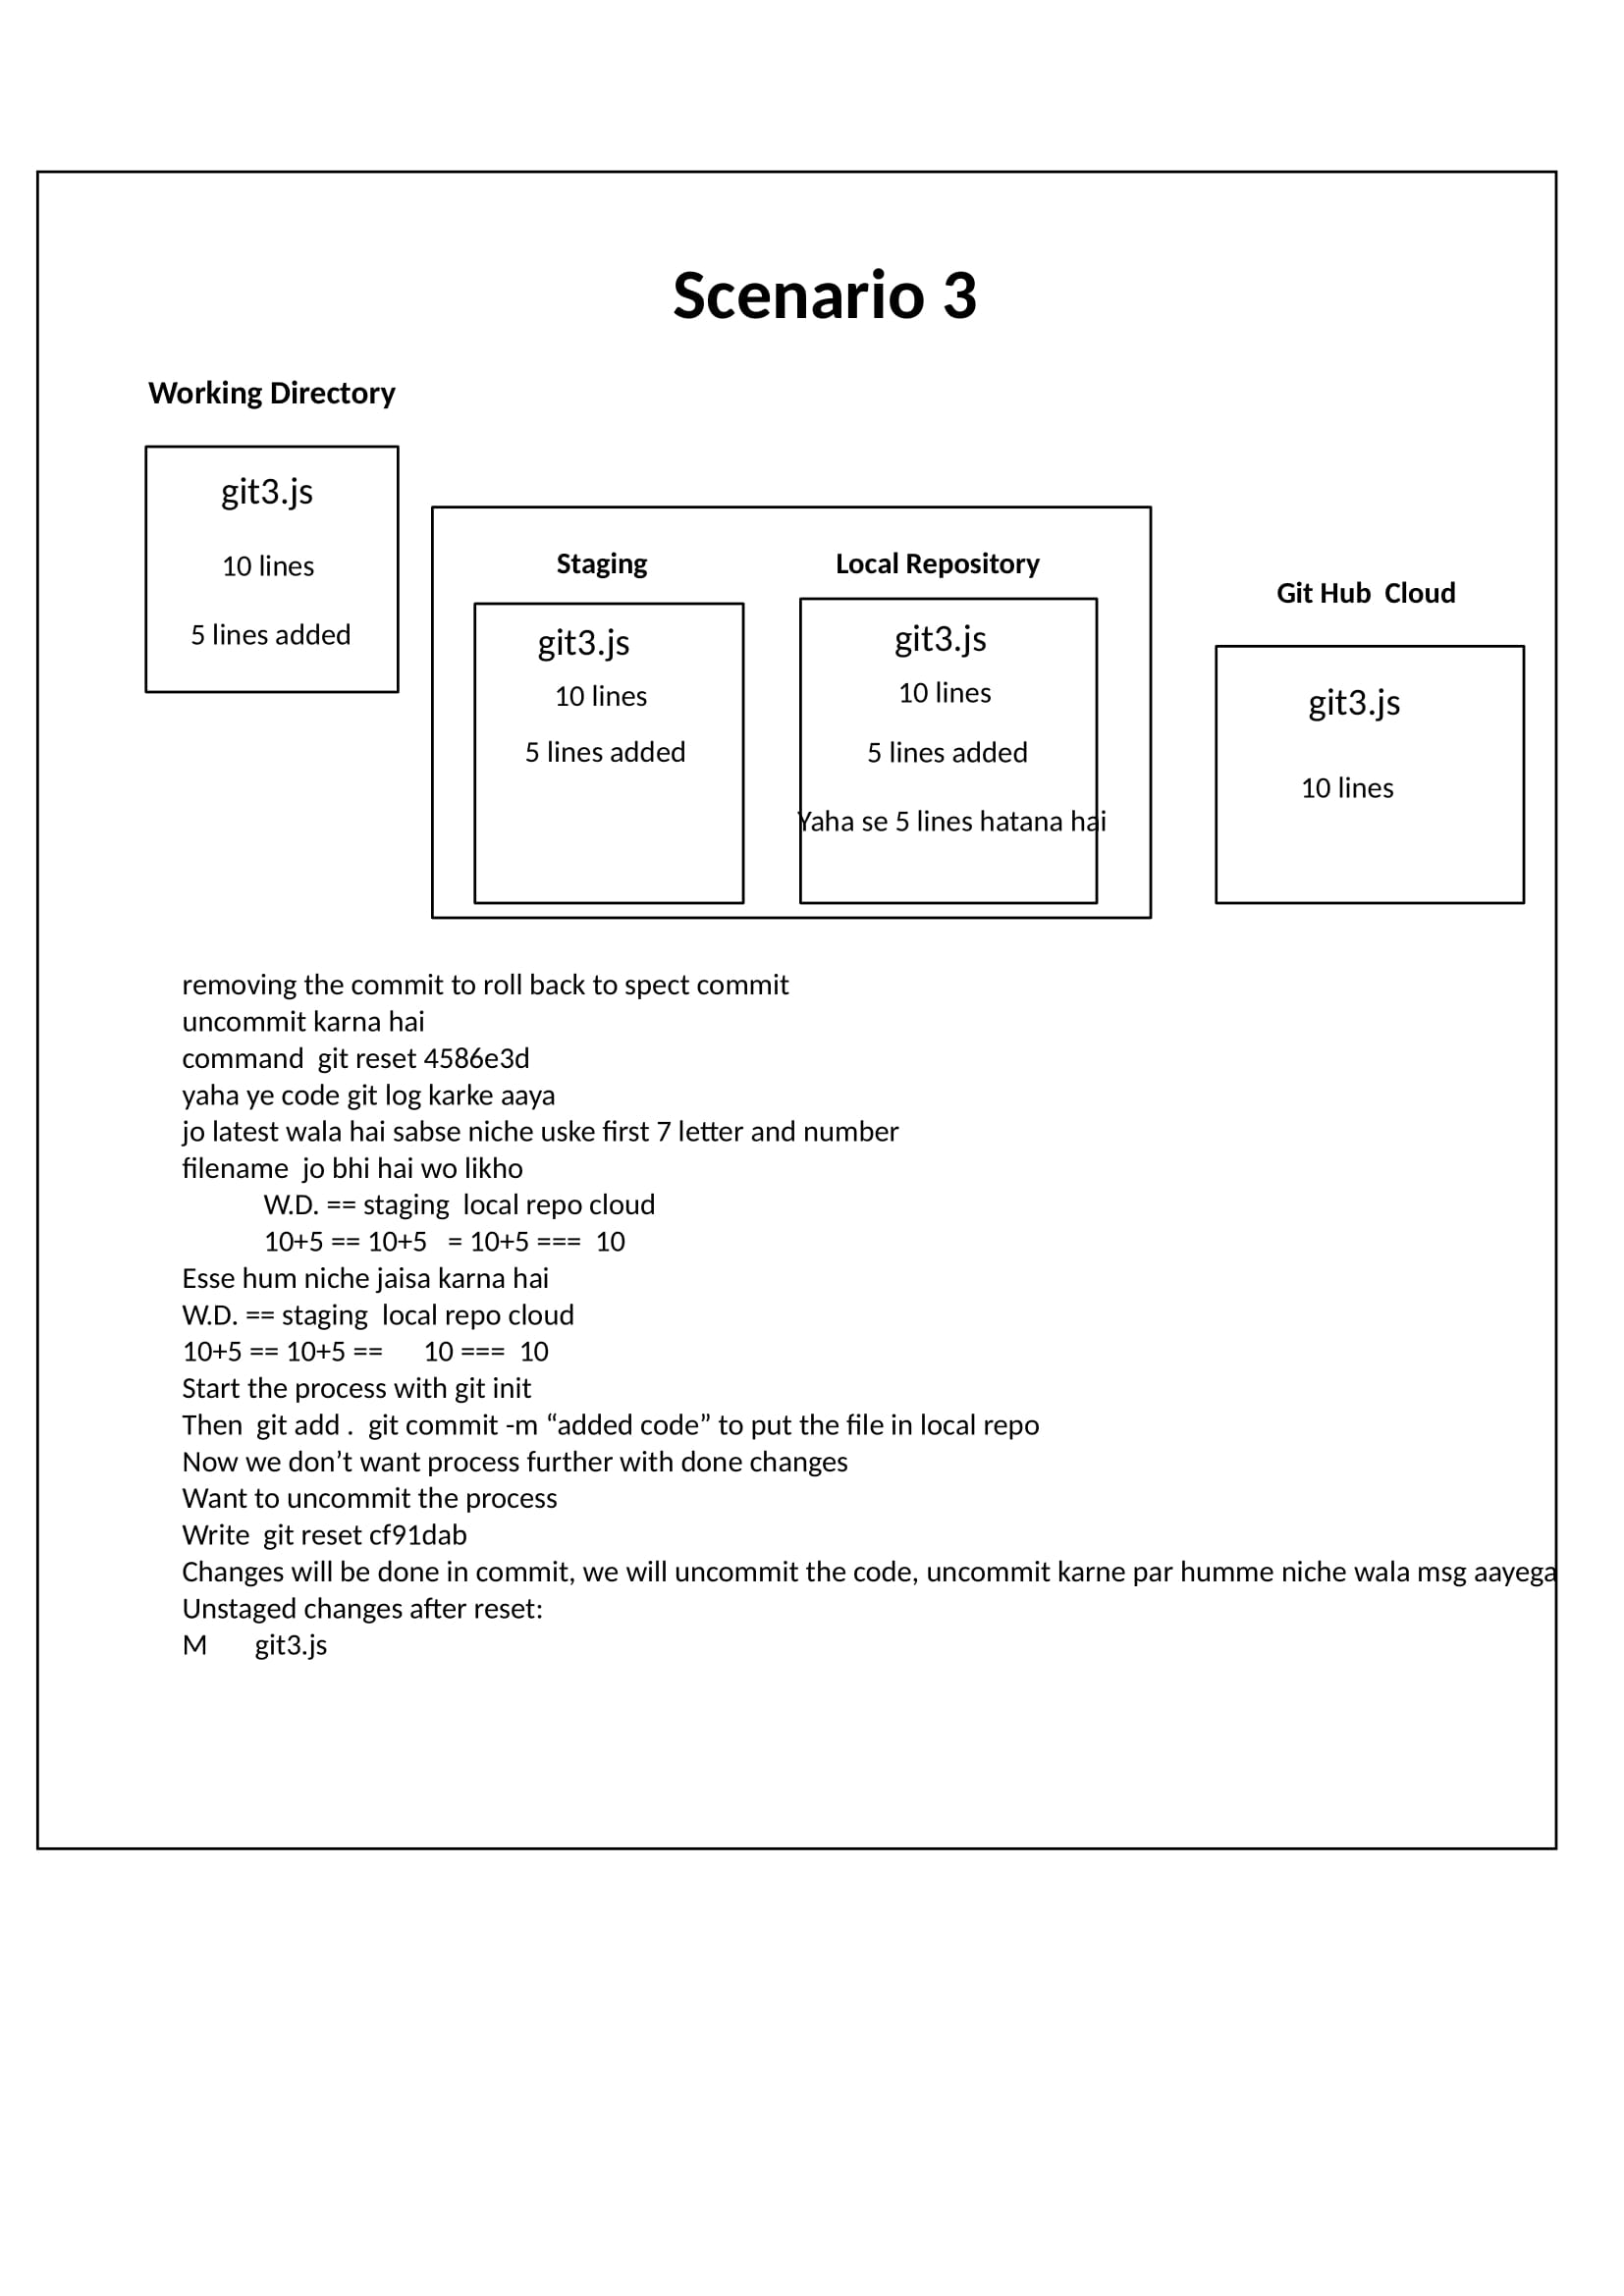 Scenario 3
Working Directory
git3.js
10 lines
5 lines added
Staging
git3.js
10 lines
5 lines added
Local Repository
git3.js
10 lines
5 lines added
Yaha se 5 lines hatana hai
Git Hub  Cloud
git3.js
10 lines
removing the commit to roll back to spect commit
uncommit karna hai
command  git reset 4586e3d
yaha ye code git log karke aaya
jo latest wala hai sabse niche uske first 7 letter and number
filename  jo bhi hai wo likho
W.D. == staging  local repo cloud
10+5 == 10+5   = 10+5 ===  10
Esse hum niche jaisa karna hai
W.D. == staging  local repo cloud
10+5 == 10+5 ==      10 ===  10
Start the process with git init
Then  git add .  git commit -m “added code” to put the file in local repo
Now we don’t want process further with done changes
Want to uncommit the process
Write  git reset cf91dab
Changes will be done in commit, we will uncommit the code, uncommit karne par humme niche wala msg aayega
Unstaged changes after reset:
M       git3.js